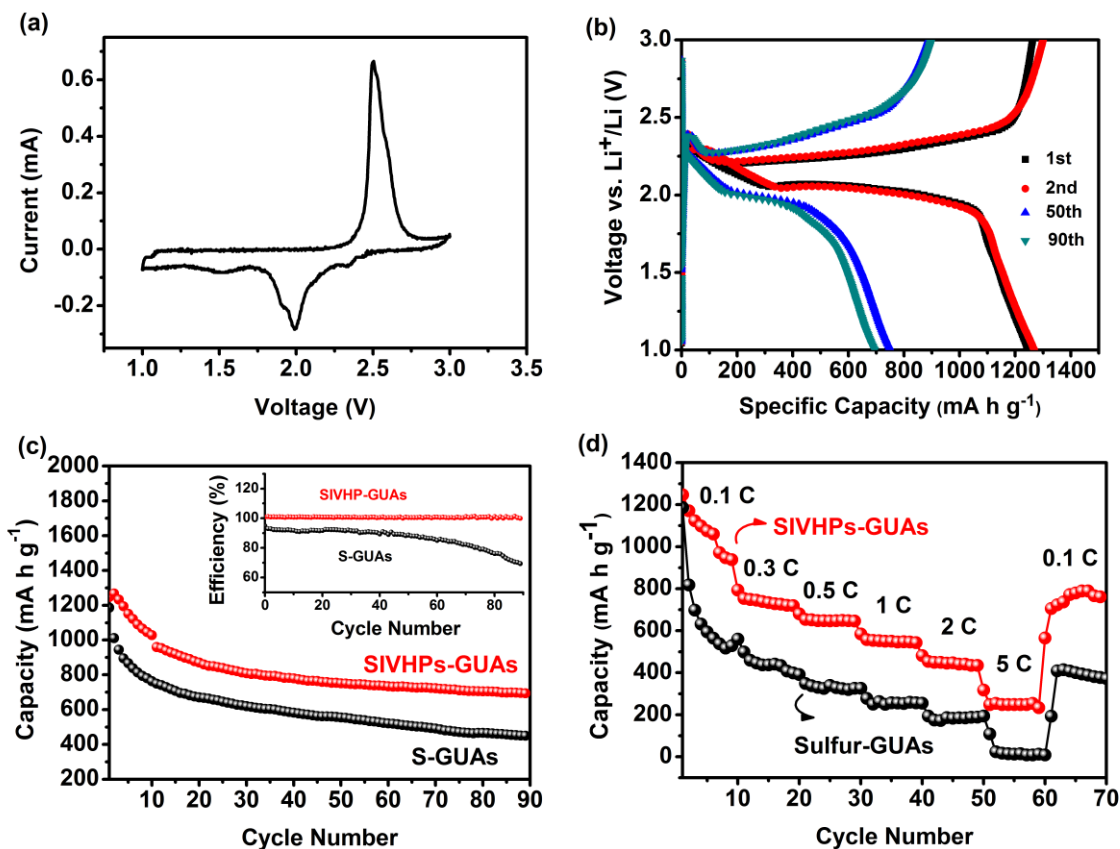 (a)
0.6
0.4
0.2
0.0
-0.2
Current (mA)
1.0 1.5 2.0 2.5 3.0 3.5
Voltage (V)
(b)
3.0
2.5
2.0
1.5
1.0
Voltage vs. Li⁺/Li (V)
1st
2nd
50th
90th
0 200 400 600 800 1000 1200 1400
Specific Capacity (mA h g⁻¹)
(c)
2000
1800
1600
1400
1200
1000
800
600
400
200
Capacity (mA h g⁻¹)
SIVHP-GUAs
S-GUAs
100
80
60
Efficiency (%)
0 20 40 60 80
Cycle Number
SIVHPs-GUAs
S-GUAs
10 20 30 40 50 60 70 80 90
Cycle Number
(d)
1400
1200
1000
800
600
400
200
0
Capacity (mA h g⁻¹)
0.1 C
SIVHPs-GUAs
0.3 C
0.5 C
1 C
2 C
5 C
0.1 C
Sulfur-GUAs
10 20 30 40 50 60 70
Cycle Number